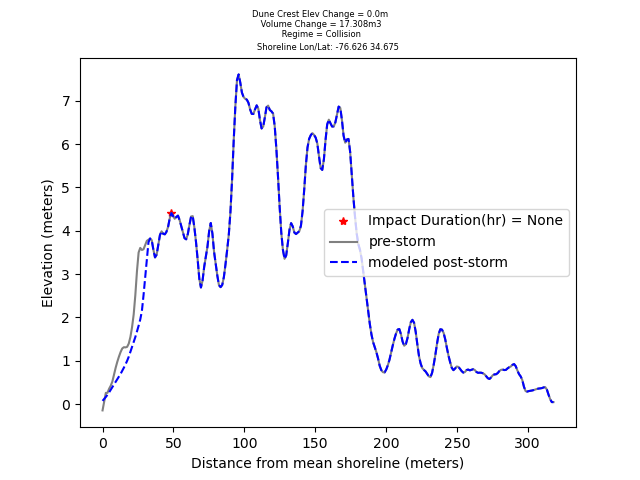 Dune Crest Elev Change = 0.0m
Volume Change = 17.308m3
Regime = Collision
Shoreline Lon/Lat: -76.626 34.675
Elevation (meters)
7
6
5
4
3
2
1
0
Impact Duration(hr) = None
pre-storm
modeled post-storm
0 50 100 150 200 250 300
Distance from mean shoreline (meters)